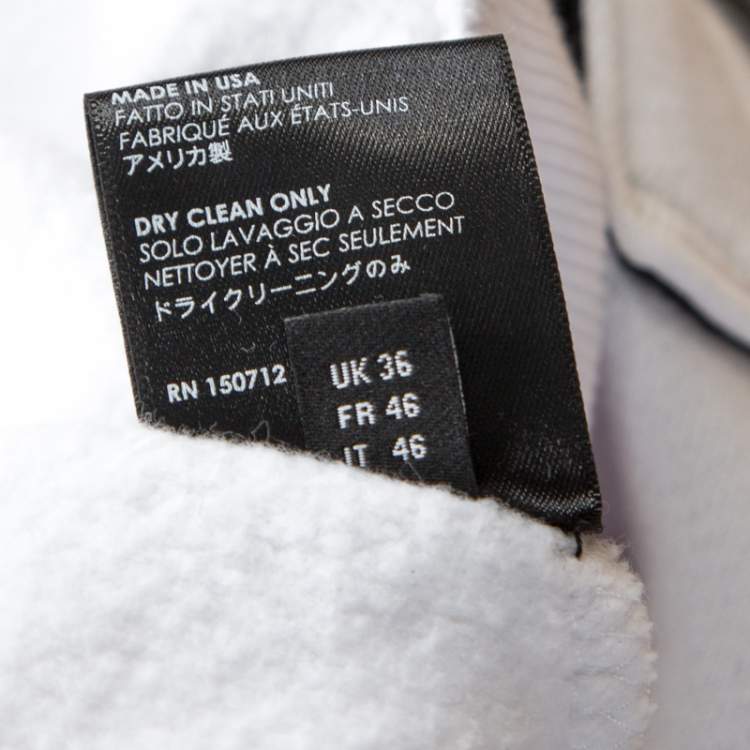 MADE IN USA
FATTO IN STATI UNITI
FABRIQUÉ AUX ÉTATS-UNIS
アメリカ製
DRY CLEAN ONLY
SOLO LAVAGGIO A SECCO
NETTOYER À SEC SEULEMENT
ドライクリーニングのみ
RN 150712
UK 36
FR 46
IT 46